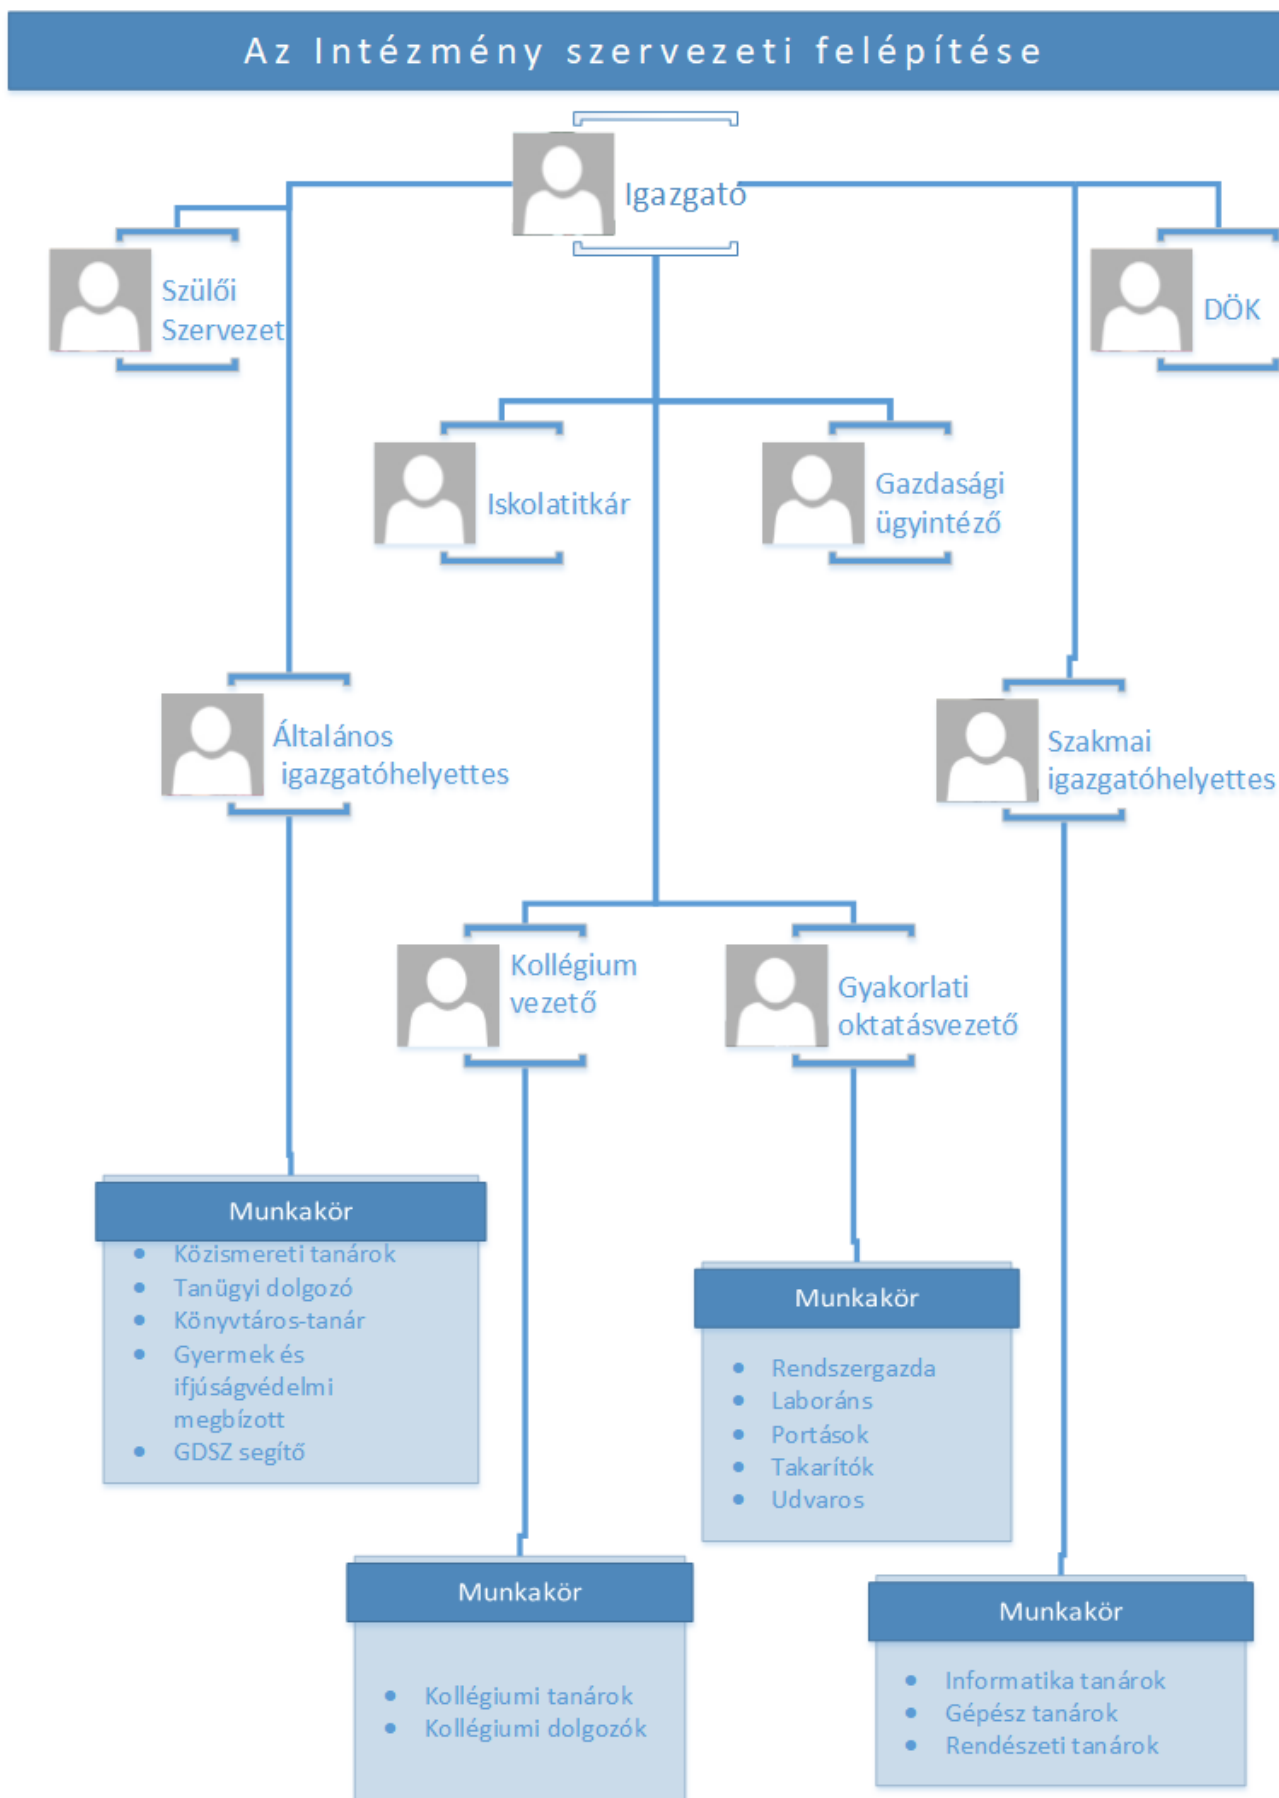 Az Intézmény szervezeti felépítése
Igazgató
Szülői
Szervezet
DÖK
Iskolatitkár
Gazdasági
ügyintéző
Általános
igazgatóhelyettes
Szakmai
igazgatóhelyettes
Kollégium
vezető
Gyakorlati
oktatásvezető
Munkakör
• Közismereti tanárok
• Tanügyi dolgozó
• Könyvtáros-tanár
• Gyermek és
ifjúságvédelmi
megbízott
• GDSZ segítő
Munkakör
• Rendszergazda
• Laboráns
• Portások
• Takarítók
• Udvaros
Munkakör
• Kollégiumi tanárok
• Kollégiumi dolgozók
Munkakör
• Informatika tanárok
• Gépész tanárok
• Rendészeti tanárok